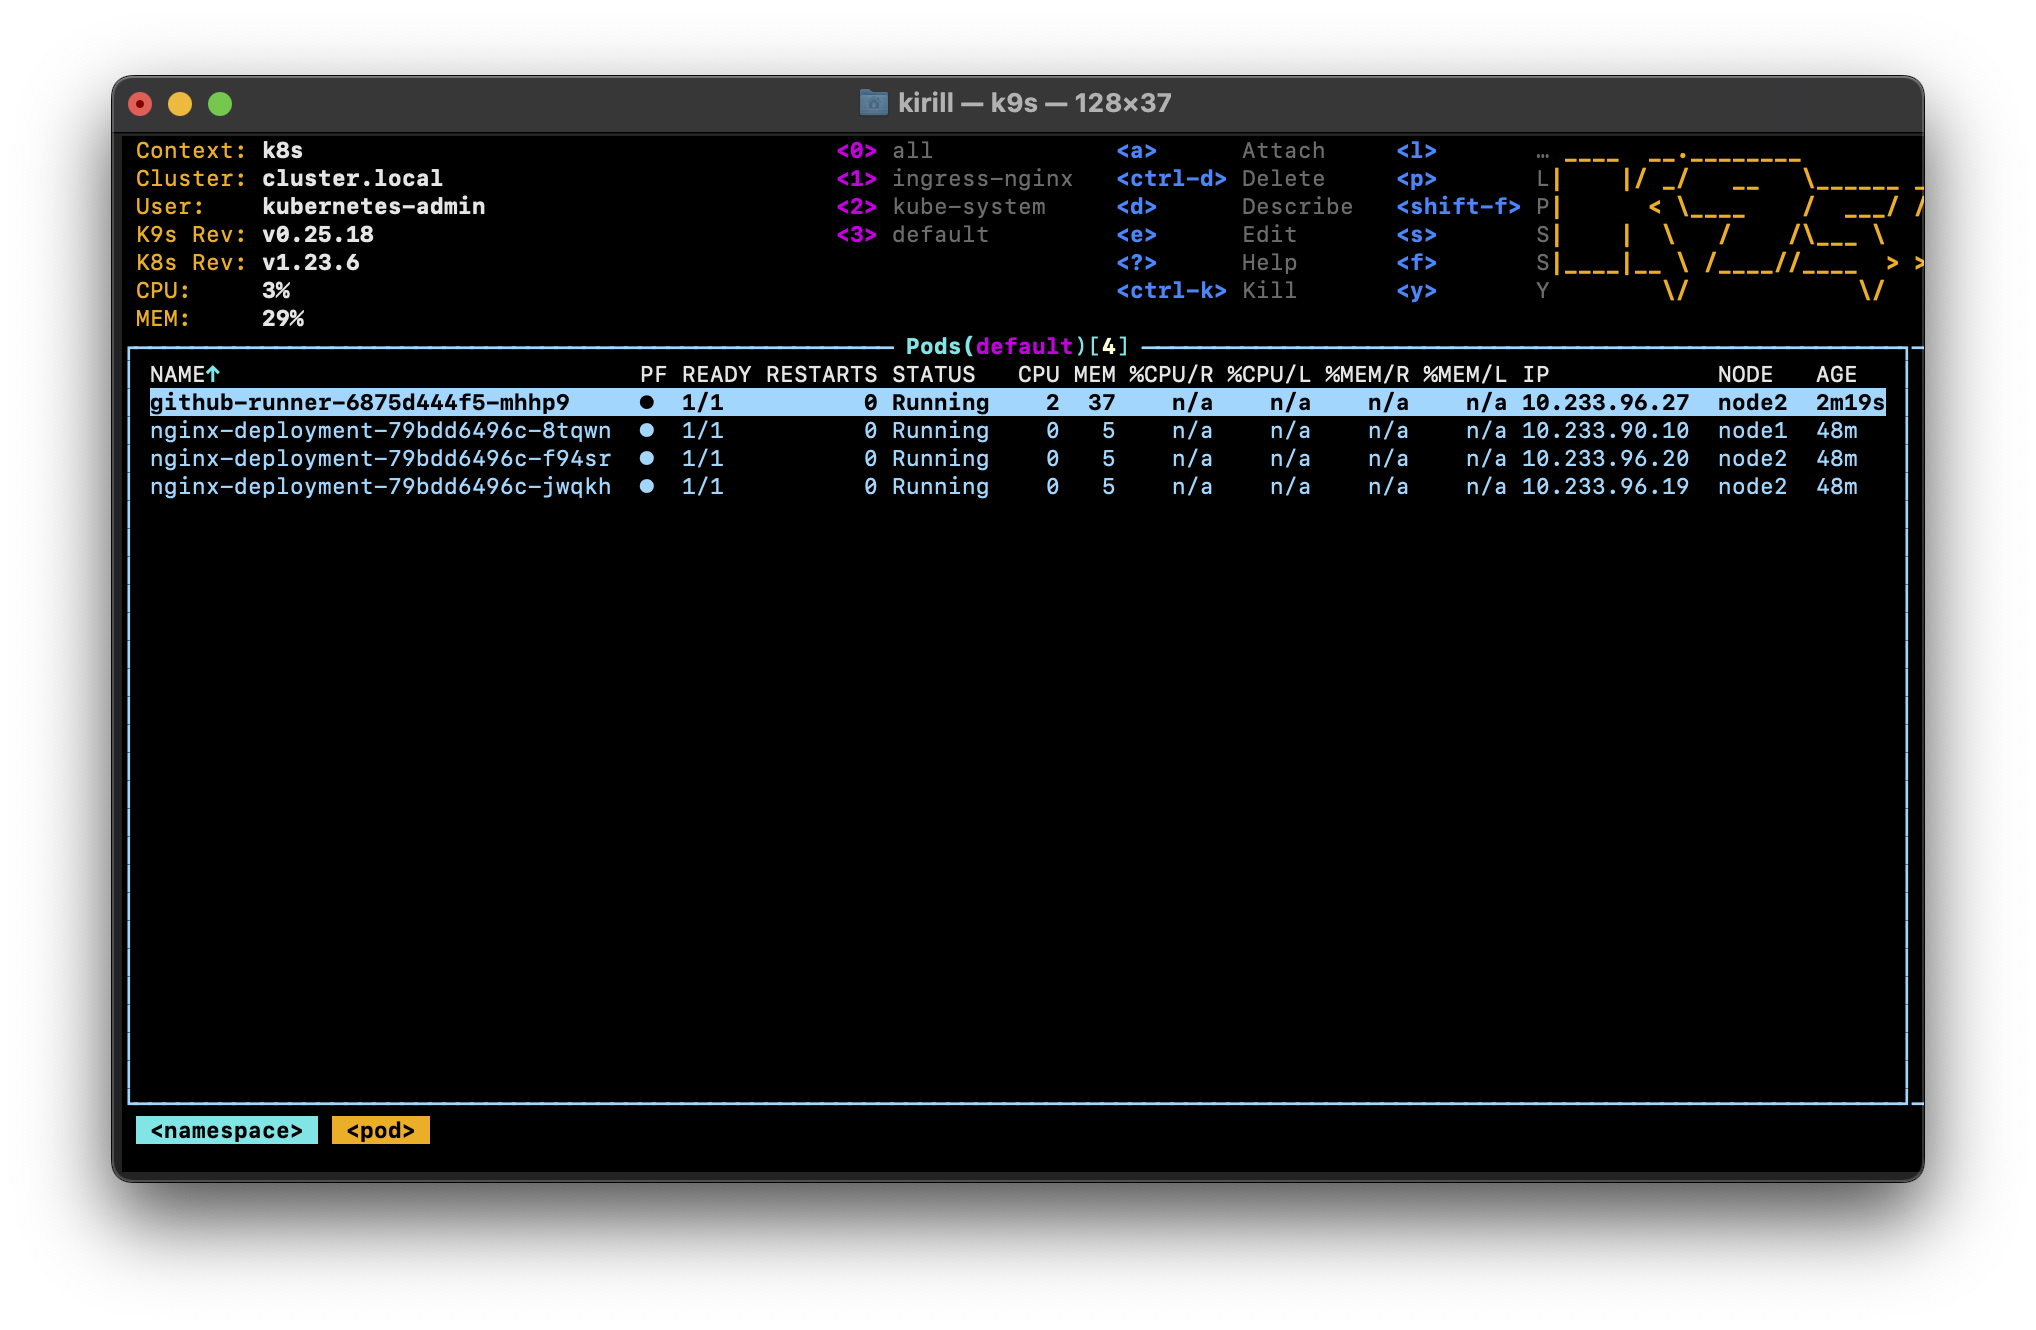 kirill — k9s — 128×37
Context: k8s <0> all <a> Attach <l> …
Cluster: cluster.local <1> ingress-nginx <ctrl-d> Delete <p> L
User: kubernetes-admin <2> kube-system <d> Describe <shift-f> P
K9s Rev: v0.25.18 <3> default <e> Edit <s> S
K8s Rev: v1.23.6 <?> Help <f> S
CPU: 3% <ctrl-k> Kill <y> Y
MEM: 29%
Pods(default)[4]
NAME↑ PF READY RESTARTS STATUS CPU MEM %CPU/R %CPU/L %MEM/R %MEM/L IP NODE AGE
github-runner-6875d444f5-mhhp9 ● 1/1 0 Running 2 37 n/a n/a n/a n/a 10.233.96.27 node2 2m19s
nginx-deployment-79bdd6496c-8tqwn ● 1/1 0 Running 0 5 n/a n/a n/a n/a 10.233.90.10 node1 48m
nginx-deployment-79bdd6496c-f94sr ● 1/1 0 Running 0 5 n/a n/a n/a n/a 10.233.96.20 node2 48m
nginx-deployment-79bdd6496c-jwqkh ● 1/1 0 Running 0 5 n/a n/a n/a n/a 10.233.96.19 node2 48m
<namespace> <pod>